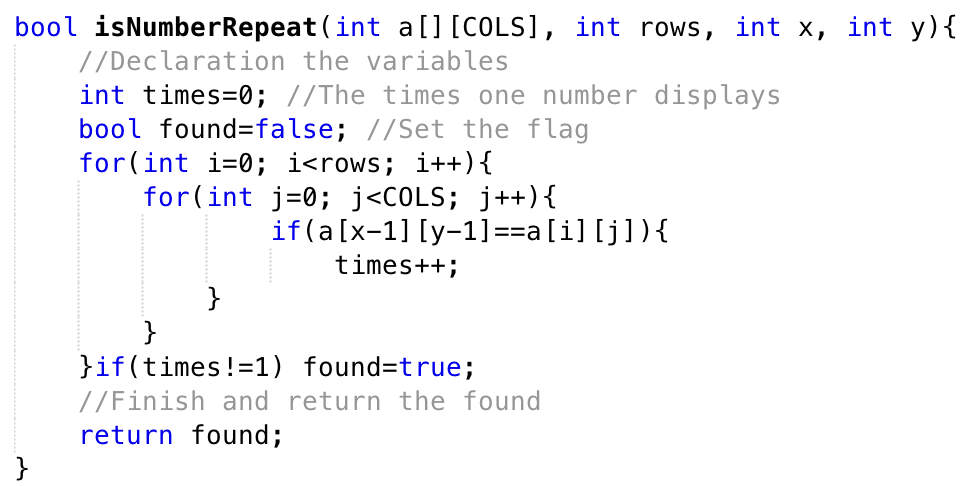 bool isNumberRepeat(int a[][COLS], int rows, int x, int y){
    //Declaration the variables
    int times=0; //The times one number displays
    bool found=false; //Set the flag
    for(int i=0; i<rows; i++){
        for(int j=0; j<COLS; j++){
                if(a[x-1][y-1]==a[i][j]){
                    times++;
            }
        }
    }if(times!=1) found=true;
    //Finish and return the found
    return found;
}